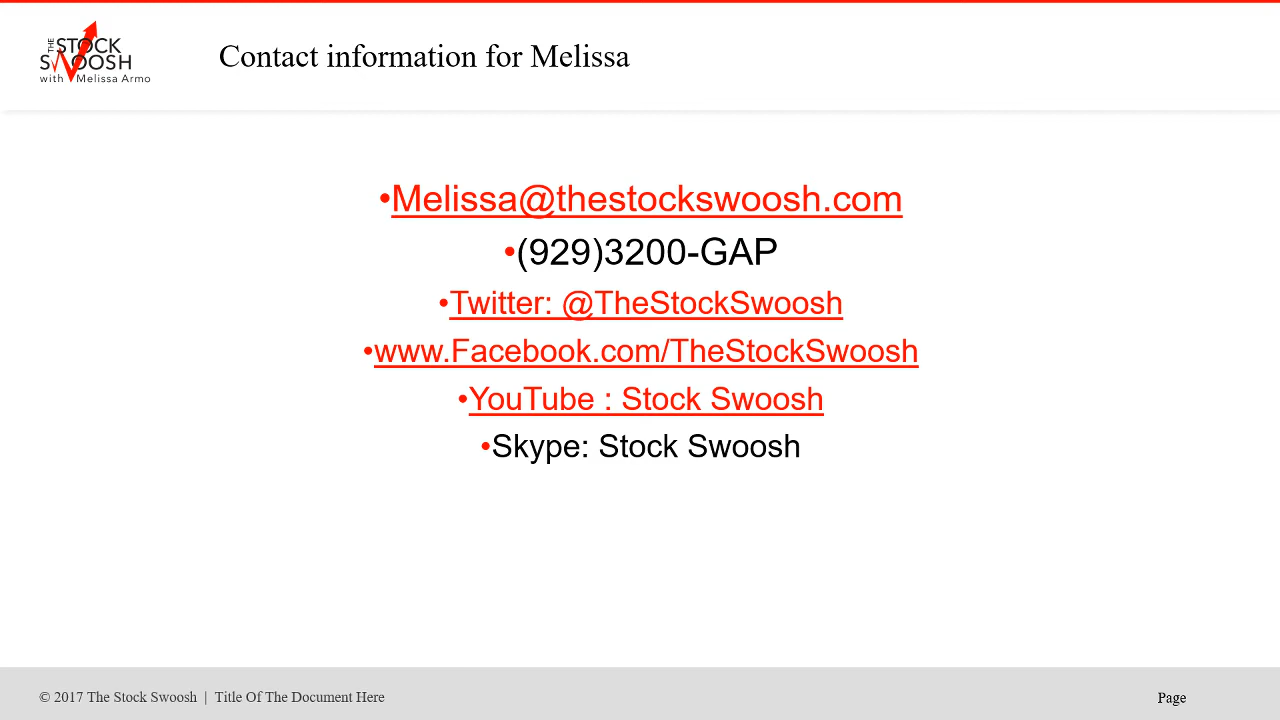 THE STOCK
SWOOSH
with Melissa Armo
Contact information for Melissa
•Melissa@thestockswoosh.com
•(929)3200-GAP
•Twitter: @TheStockSwoosh
•www.Facebook.com/TheStockSwoosh
•YouTube : Stock Swoosh
•Skype: Stock Swoosh
© 2017 The Stock Swoosh | Title Of The Document Here
Page